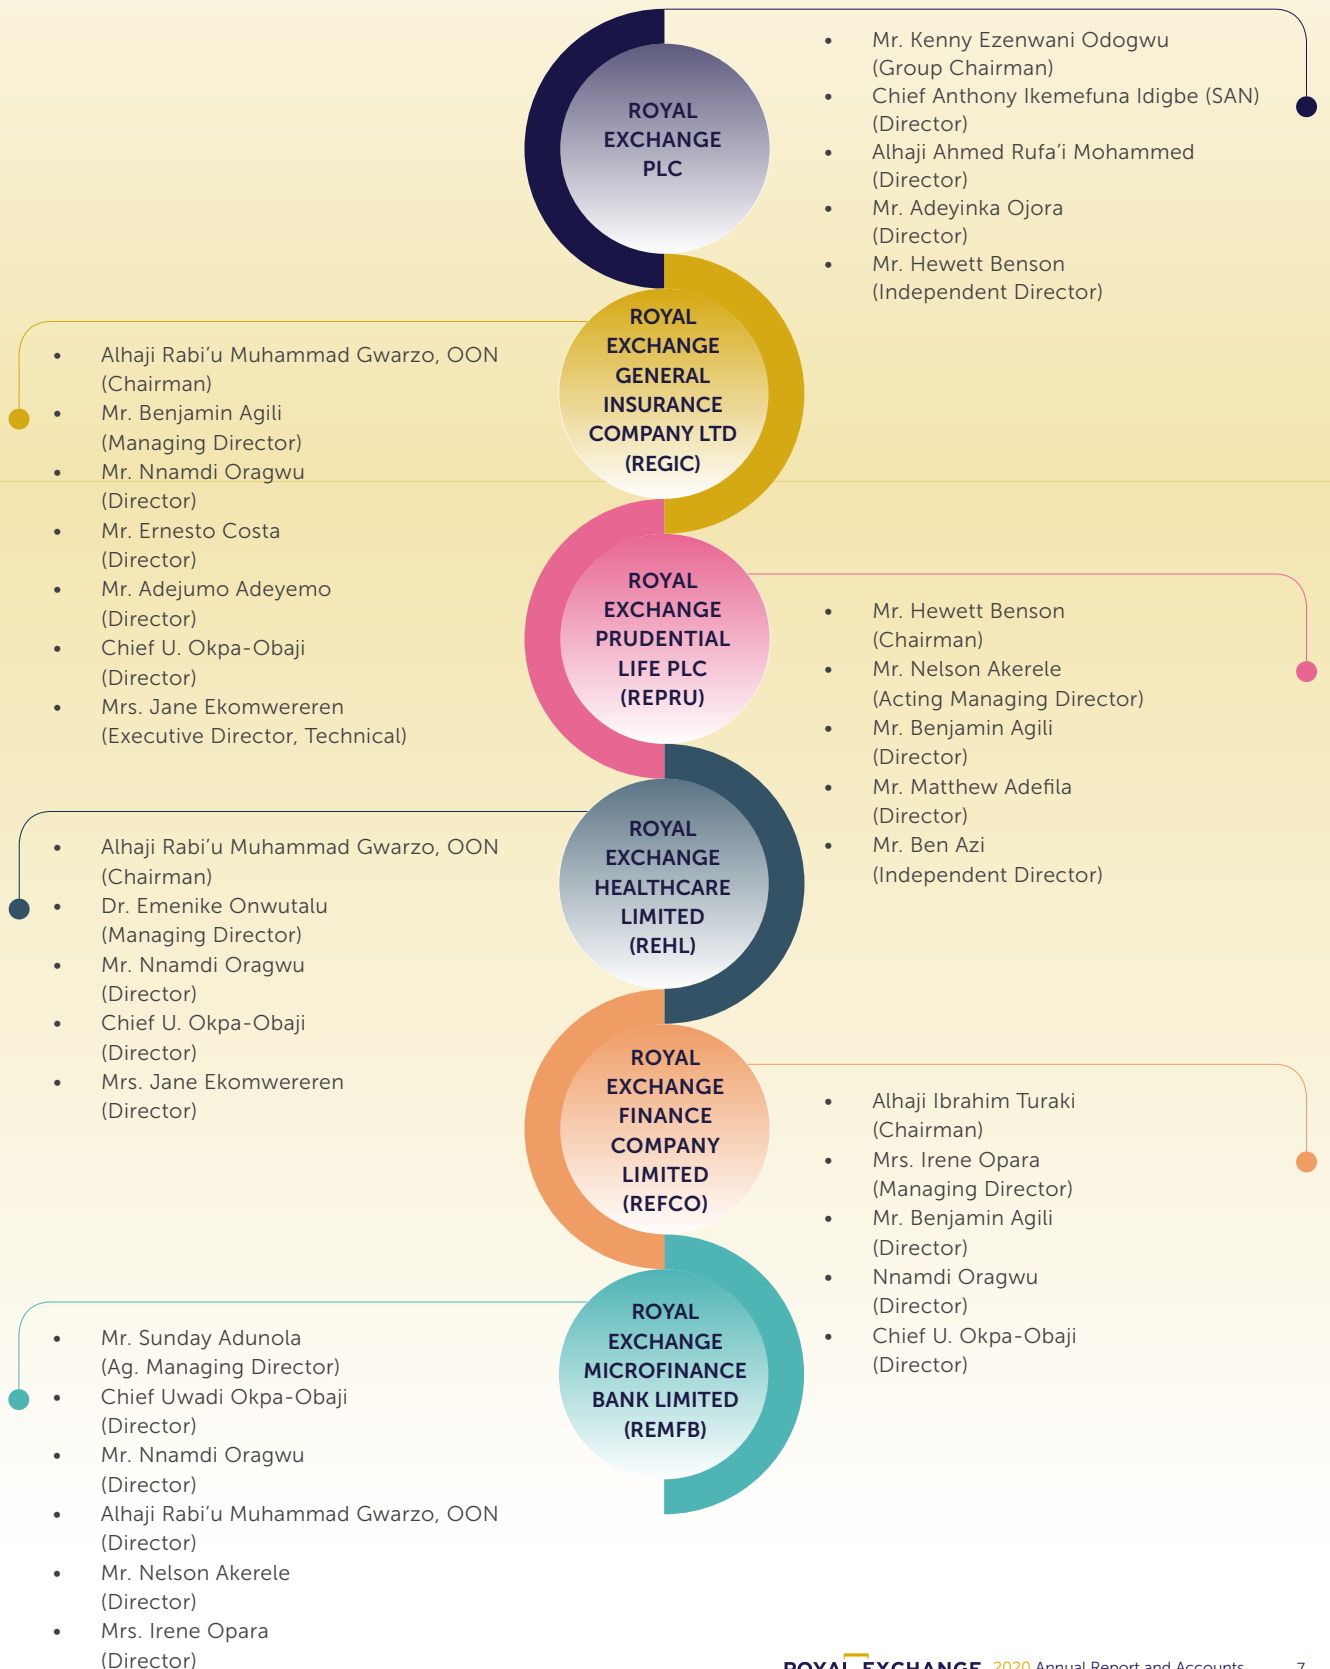 ROYAL
EXCHANGE
PLC
• Mr. Kenny Ezenwani Odogwu
(Group Chairman)
• Chief Anthony Ikemefuna Idigbe (SAN)
(Director)
• Alhaji Ahmed Rufa'i Mohammed
(Director)
• Mr. Adeyinka Ojora
(Director)
• Mr. Hewett Benson
(Independent Director)
ROYAL
EXCHANGE
GENERAL
INSURANCE
COMPANY LTD
(REGIC)
• Alhaji Rabi'u Muhammad Gwarzo, OON
(Chairman)
• Mr. Benjamin Agili
(Managing Director)
• Mr. Nnamdi Oragwu
(Director)
• Mr. Ernesto Costa
(Director)
• Mr. Adejumo Adeyemo
(Director)
• Chief U. Okpa-Obaji
(Director)
• Mrs. Jane Ekomwereren
(Executive Director, Technical)
ROYAL
EXCHANGE
PRUDENTIAL
LIFE PLC
(REPRU)
• Mr. Hewett Benson
(Chairman)
• Mr. Nelson Akerele
(Acting Managing Director)
• Mr. Benjamin Agili
(Director)
• Mr. Matthew Adefila
(Director)
• Mr. Ben Azi
(Independent Director)
ROYAL
EXCHANGE
HEALTHCARE
LIMITED
(REHL)
• Alhaji Rabi'u Muhammad Gwarzo, OON
(Chairman)
• Dr. Emenike Onwutalu
(Managing Director)
• Mr. Nnamdi Oragwu
(Director)
• Chief U. Okpa-Obaji
(Director)
• Mrs. Jane Ekomwereren
(Director)
ROYAL
EXCHANGE
FINANCE
COMPANY
LIMITED
(REFCO)
• Alhaji Ibrahim Turaki
(Chairman)
• Mrs. Irene Opara
(Managing Director)
• Mr. Benjamin Agili
(Director)
• Nnamdi Oragwu
(Director)
• Chief U. Okpa-Obaji
(Director)
ROYAL
EXCHANGE
MICROFINANCE
BANK LIMITED
(REMFB)
• Mr. Sunday Adunola
(Ag. Managing Director)
• Chief Uwadi Okpa-Obaji
(Director)
• Mr. Nnamdi Oragwu
(Director)
• Alhaji Rabi'u Muhammad Gwarzo, OON
(Director)
• Mr. Nelson Akerele
(Director)
• Mrs. Irene Opara
(Director)
ROYAL EXCHANGE 2020 Annual Report and Accounts 7